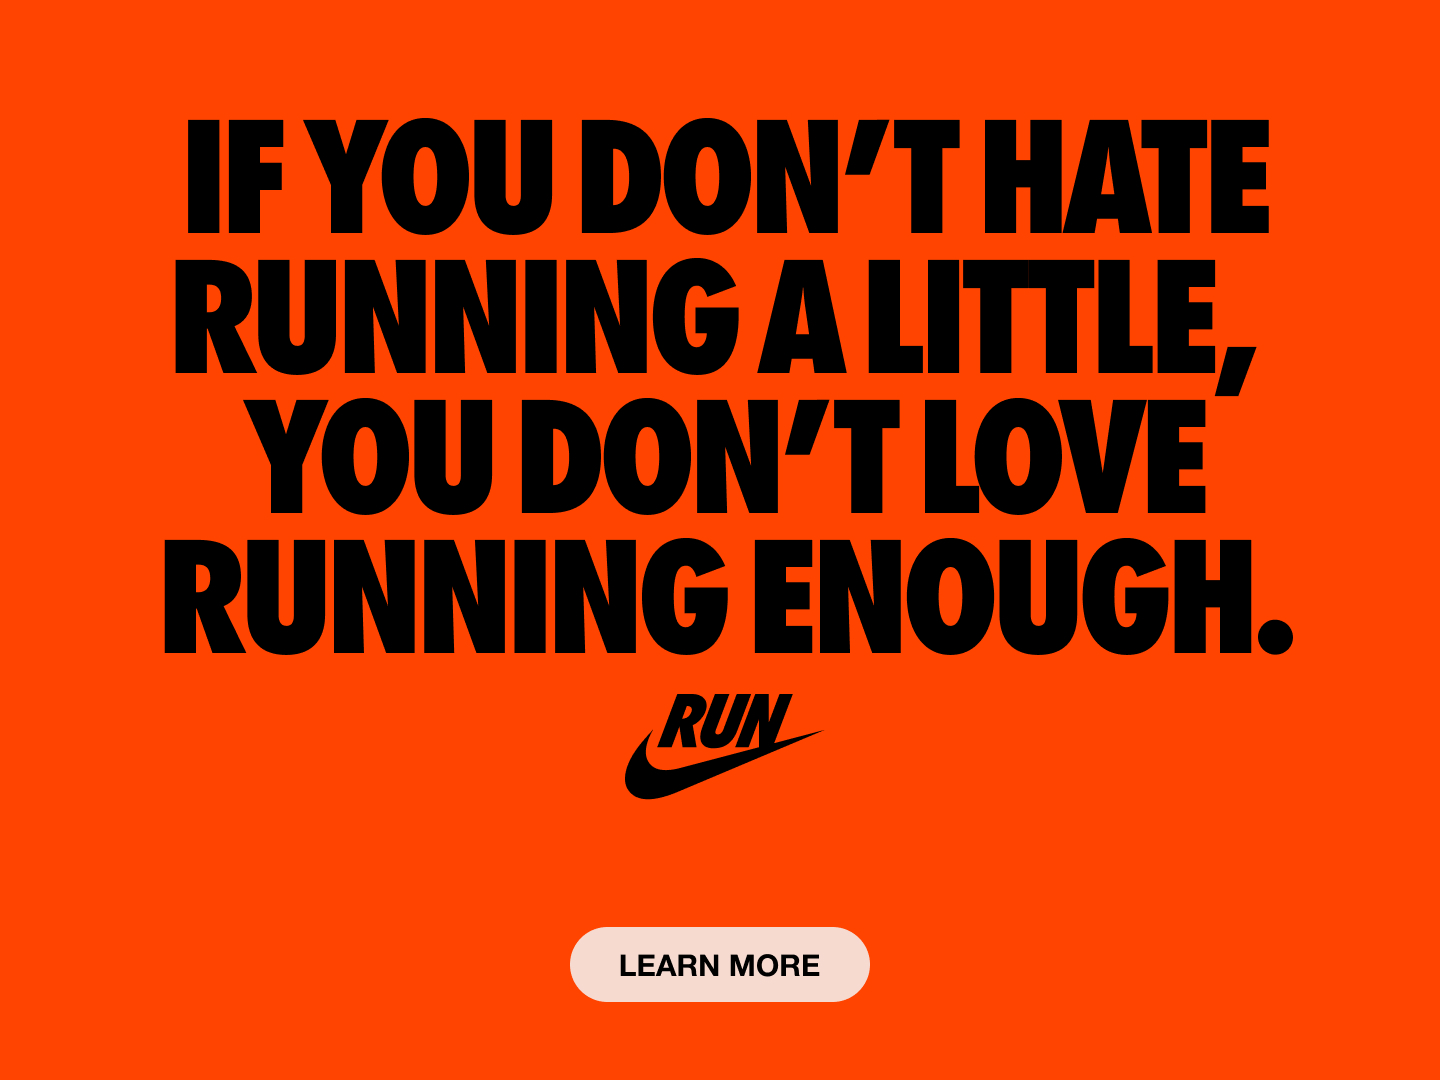 IF YOU DON’T HATE
RUNNING A LITTLE,
YOU DON’T LOVE
RUNNING ENOUGH.
RUN
LEARN MORE